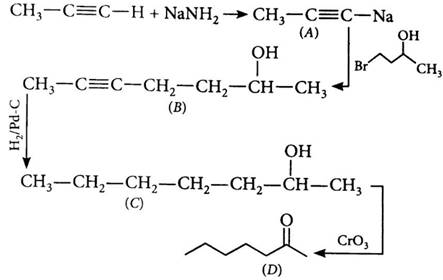 CH₃—C≡C—H + NaNH₂ → CH₃—C≡C—Na
(A)
OH
Br
CH₃
OH
CH₃—C≡C—CH₂—CH₂—CH—CH₃
(B)
H₂/Pd-C
OH
CH₃—CH₂—CH₂—CH₂—CH₂—CH—CH₃
(C)
O
CrO₃
(D)